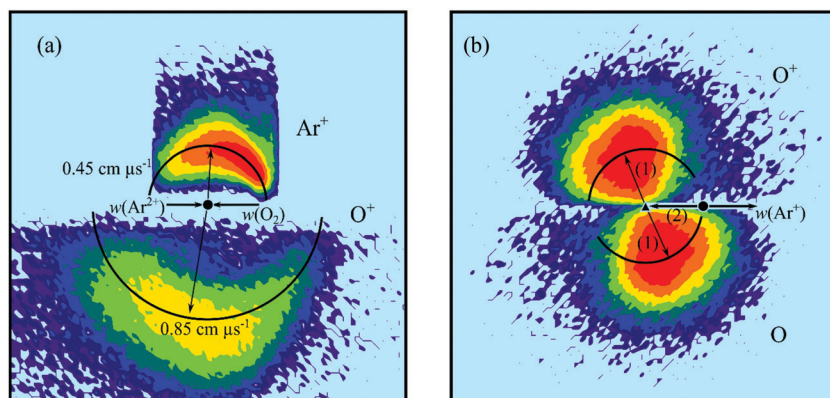 (a)
Ar⁺
0.45 cm μs⁻¹
w(Ar²⁺)
w(O₂)
O⁺
0.85 cm μs⁻¹
(b)
O⁺
(1)
(2)
w(Ar⁺)
(1)
O